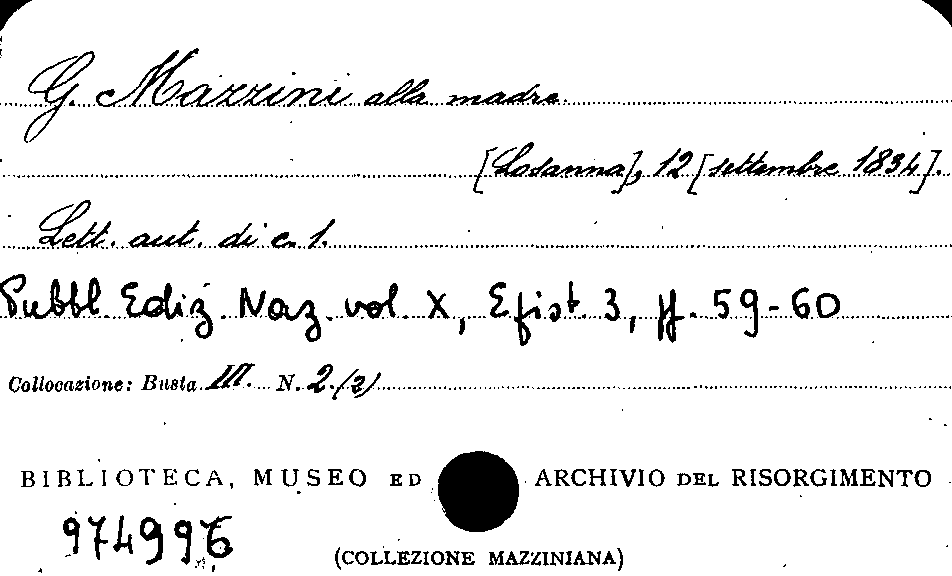 G. Mazzini alla madre.
[Losanna], 12 [settembre 1834].
Lett. aut. di c. 1.
Pubbl. Ediz. Naz. vol. X, Epist. 3, pp. 59-60
Collocazione: Busta III. N. 2.(2)
BIBLIOTECA, MUSEO ED ARCHIVIO DEL RISORGIMENTO
974996
(COLLEZIONE MAZZINIANA)